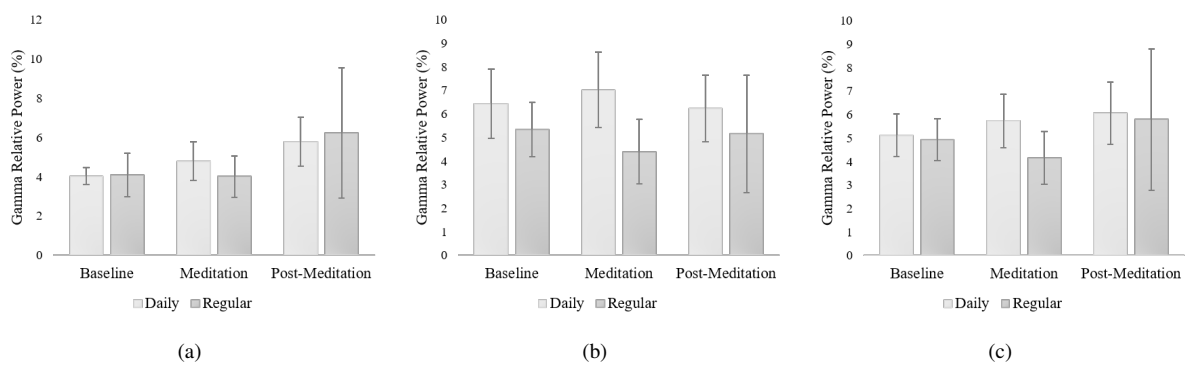 Gamma Relative Power (%)
12
10
8
6
4
2
0
Baseline Meditation Post-Meditation
Daily Regular
(a)
Gamma Relative Power (%)
10
9
8
7
6
5
4
3
2
1
0
Baseline Meditation Post-Meditation
Daily Regular
(b)
Gamma Relative Power (%)
10
9
8
7
6
5
4
3
2
1
0
Baseline Meditation Post-Meditation
Daily Regular
(c)